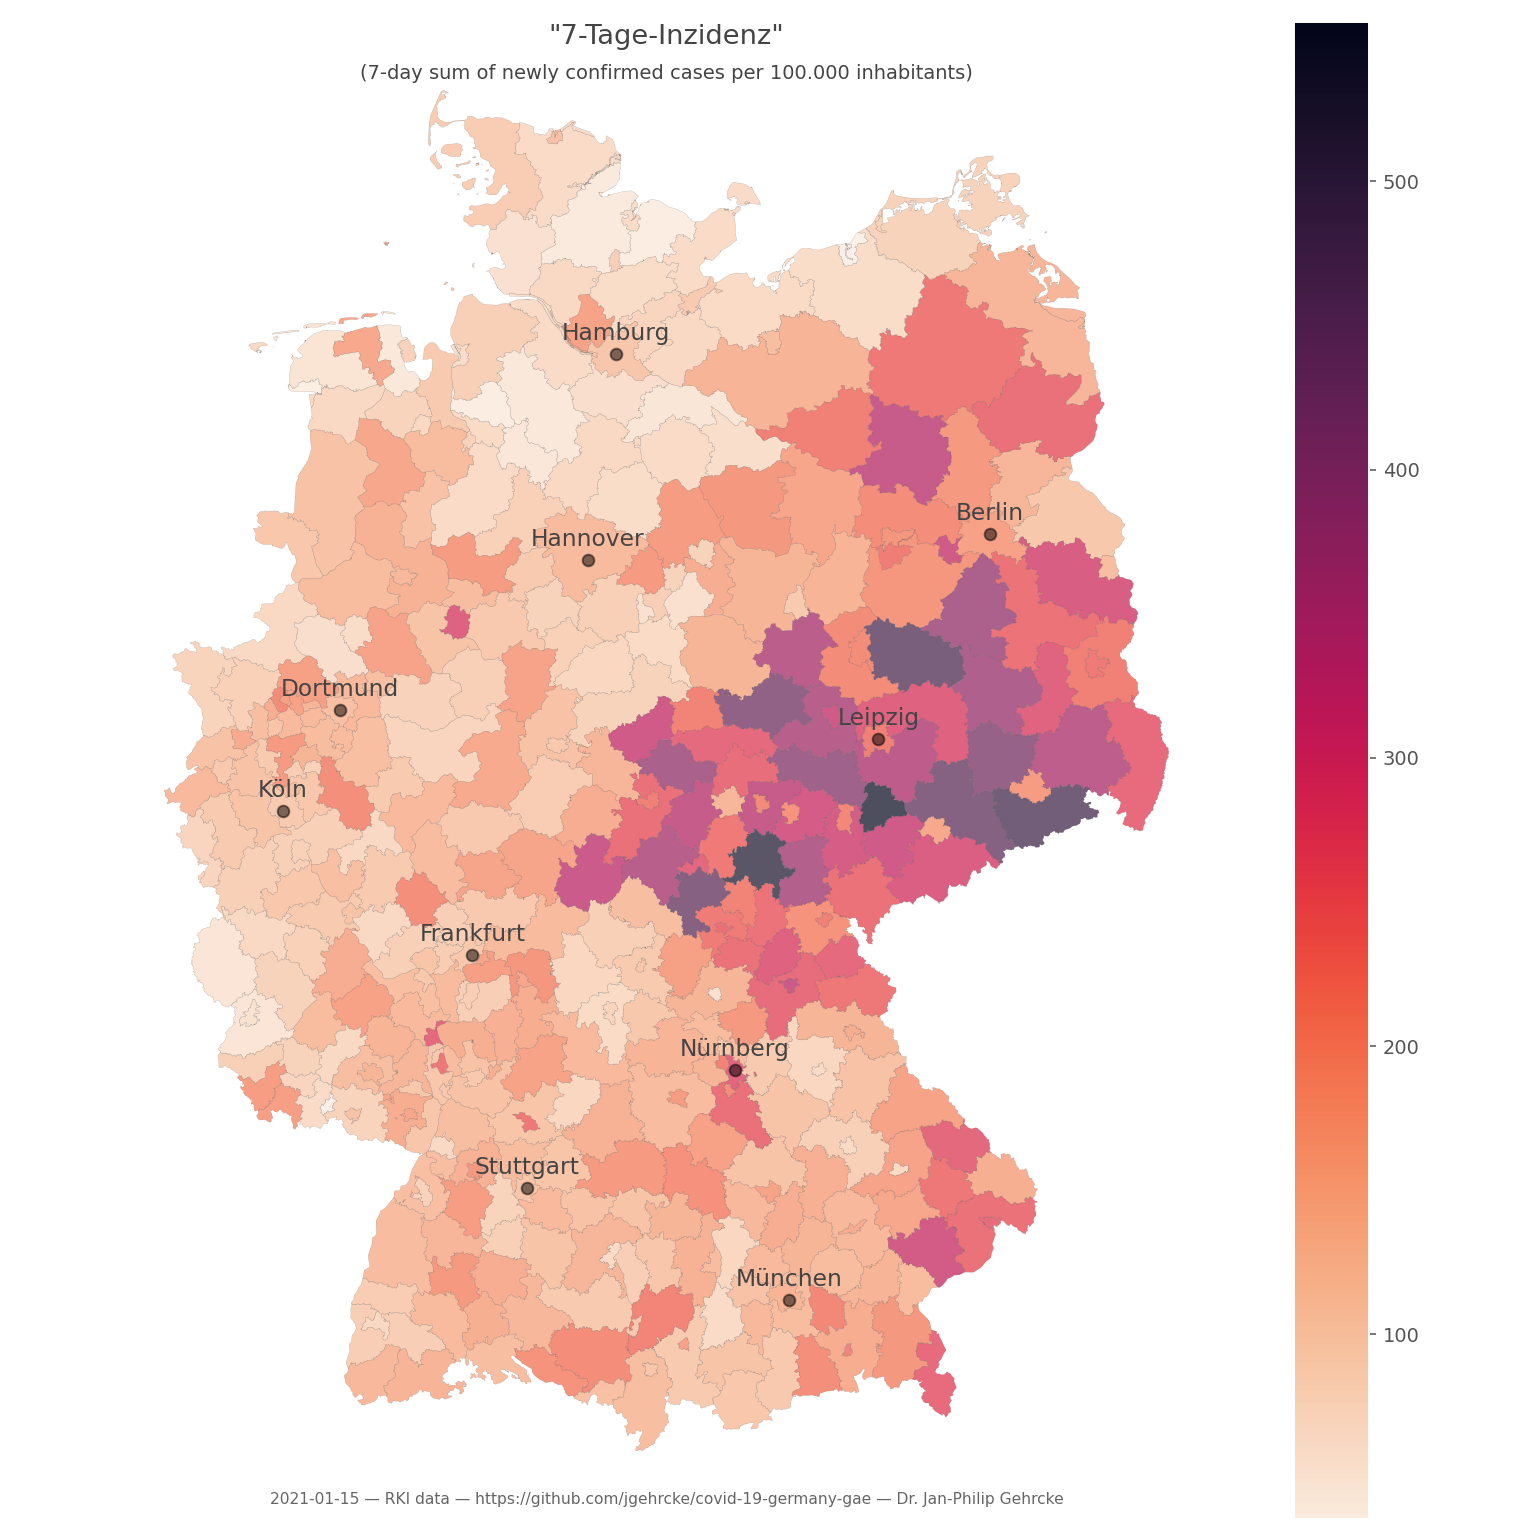 "7-Tage-Inzidenz"
(7-day sum of newly confirmed cases per 100.000 inhabitants)
500
Hamburg
400
Berlin
Hannover
Dortmund
Leipzig
300
Köln
Frankfurt
200
Nürnberg
Stuttgart
München
100
2021-01-15 — RKI data — https://github.com/jgehrcke/covid-19-germany-gae — Dr. Jan-Philip Gehrcke